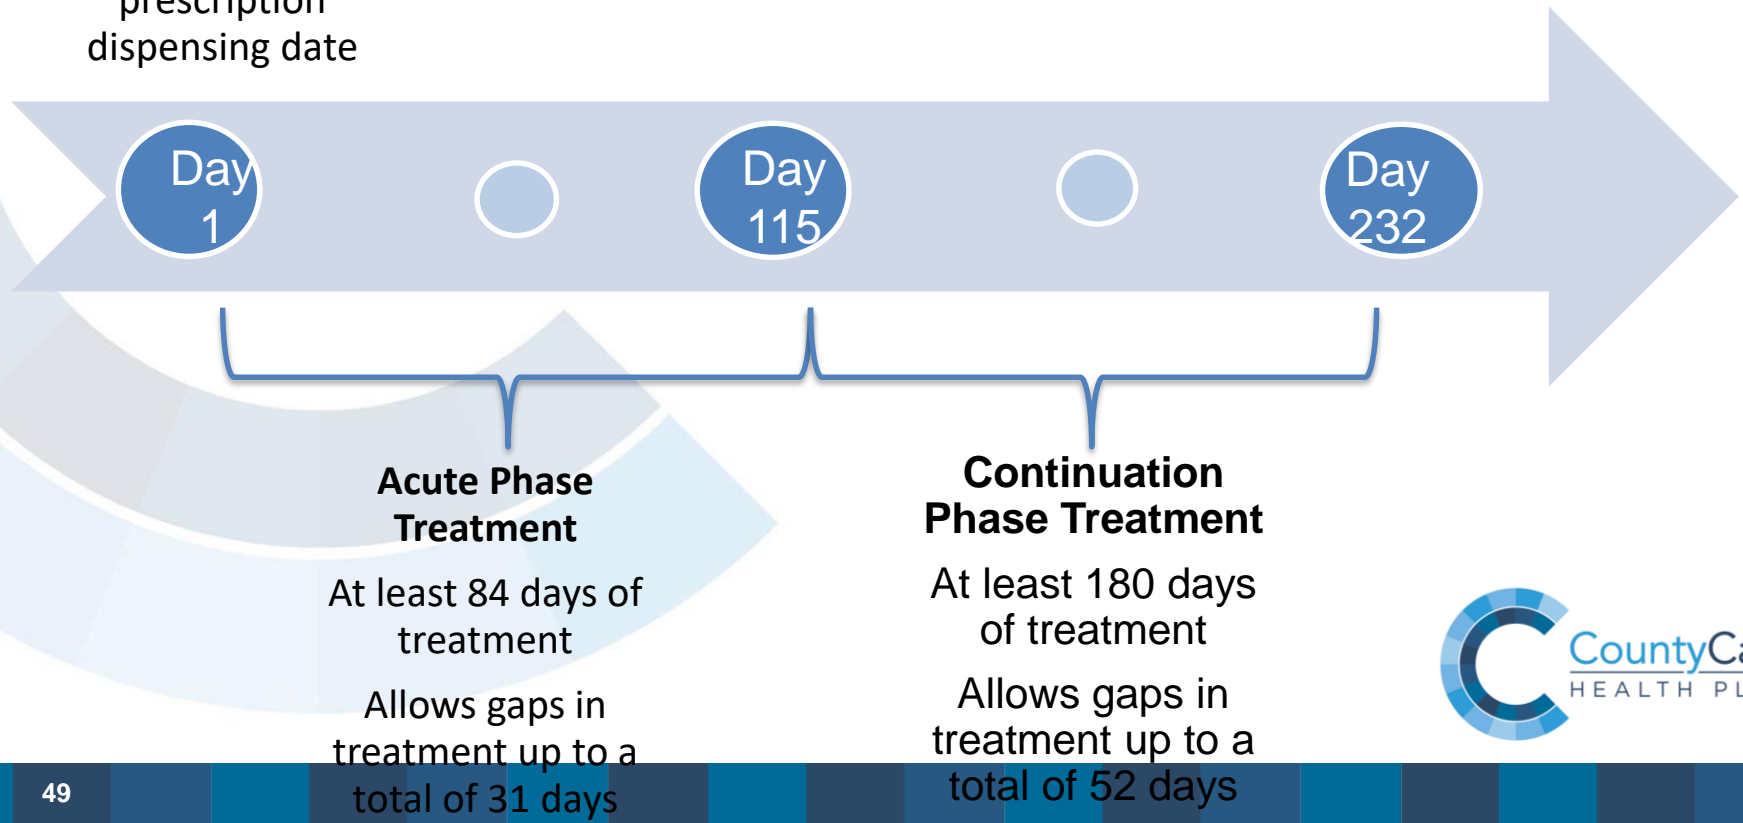 prescription
dispensing date
Day
1
Day
115
Day
232
Acute Phase
Treatment
At least 84 days of
treatment
Allows gaps in
treatment up to a
total of 31 days
Continuation
Phase Treatment
At least 180 days
of treatment
Allows gaps in
treatment up to a
total of 52 days
CountyCa
HEALTH PL
49